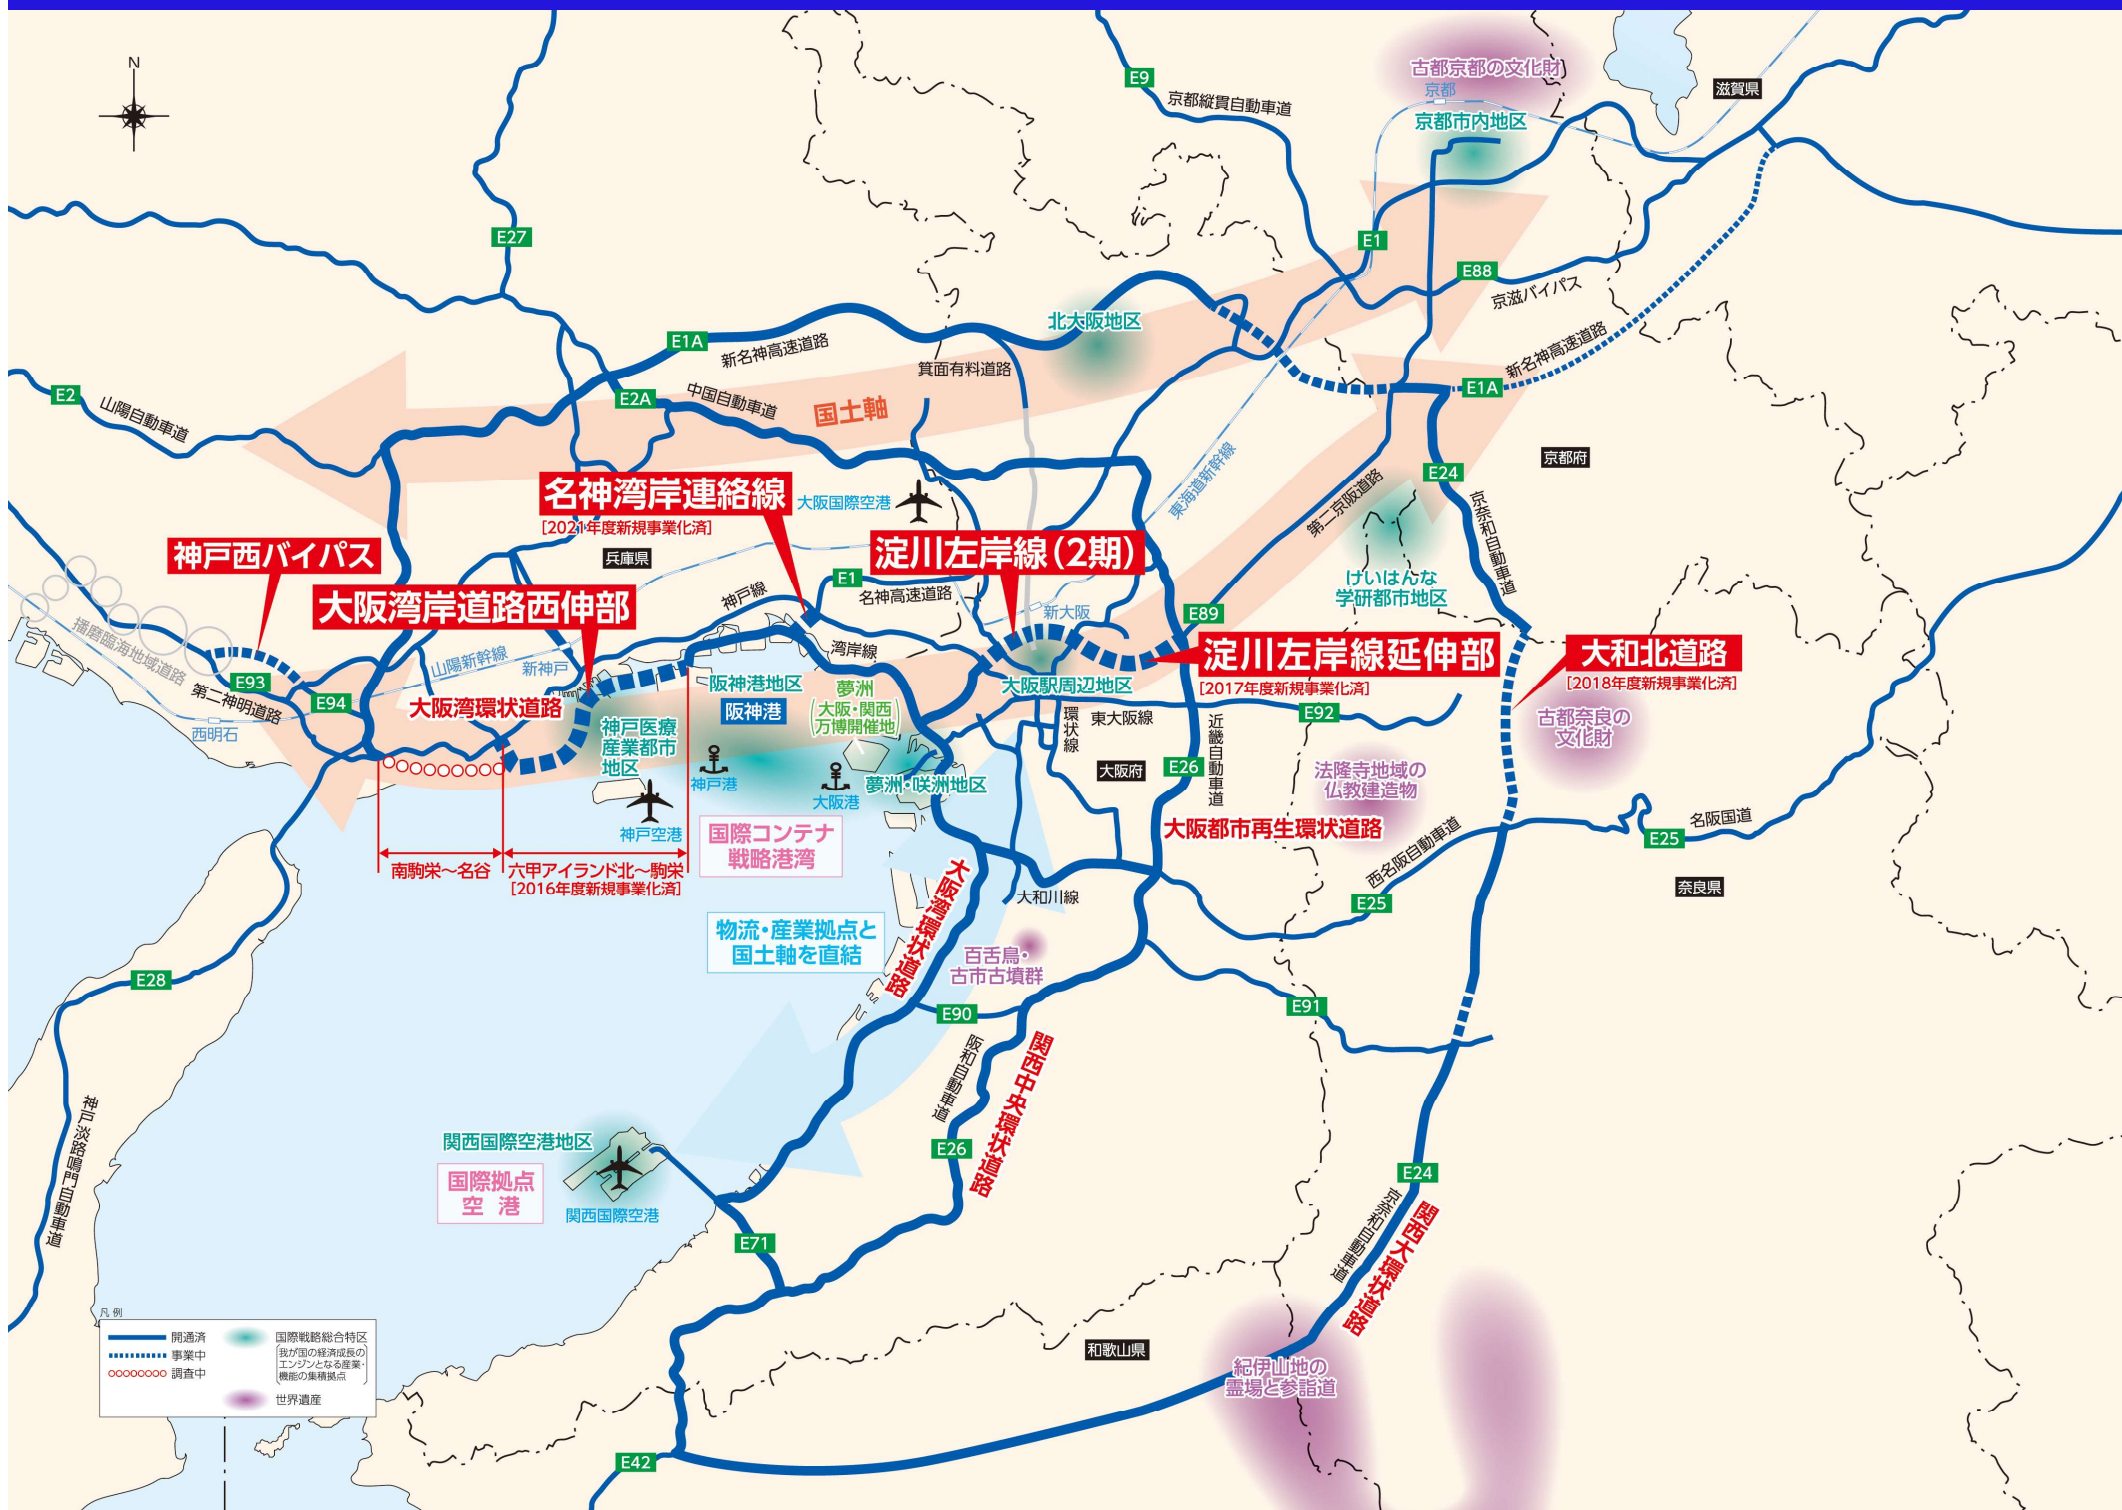 N
E9
京都縦貫自動車道
古都京都の文化財
京都
京都市内地区
滋賀県
E27
E1
E88
京滋バイパス
北大阪地区
E1A
新名神高速道路
箕面有料道路
新名神高速道路
E1A
E2
山陽自動車道
E2A
中国自動車道
国土軸
京都府
E24
京奈和自動車道
東海道新幹線
第二京阪道路
名神湾岸連絡線
[2021年度新規事業化済]
大阪国際空港
兵庫県
神戸西バイパス
淀川左岸線(2期)
けいはんな
学研都市地区
大阪湾岸道路西伸部
神戸線
E1
名神高速道路
新大阪
E89
播磨臨海地域道路
山陽新幹線
新神戸
湾岸線
淀川左岸線延伸部
[2017年度新規事業化済]
大和北道路
[2018年度新規事業化済]
E93
第二神明道路
E94
西明石
大阪湾環状道路
阪神港地区
阪神港
夢洲
(大阪・関西
万博開催地)
大阪駅周辺地区
環状線
東大阪線
近畿自動車道
E92
古都奈良の
文化財
神戸医療
産業都市
地区
神戸港
大阪港
夢洲・咲洲地区
大阪府
E26
法隆寺地域の
仏教建造物
神戸空港
国際コンテナ
戦略港湾
大阪都市再生環状道路
西名阪自動車道
名阪国道
E25
南駒栄~名谷
六甲アイランド北~駒栄
[2016年度新規事業化済]
大阪湾環状道路
大和川線
E25
奈良県
物流・産業拠点と
国土軸を直結
百舌鳥・
古市古墳群
E28
E90
E91
阪和自動車道
関西中央環状道路
神戸淡路鳴門自動車道
関西国際空港地区
国際拠点
空 港
関西国際空港
E26
E71
E24
京奈和自動車道
関西大環状道路
和歌山県
紀伊山地の
霊場と参詣道
E42
凡 例
開通済
事業中
調査中
国際戦略総合特区
(我が国の経済成長の
エンジンとなる産業・
機能の集積拠点)
世界遺産